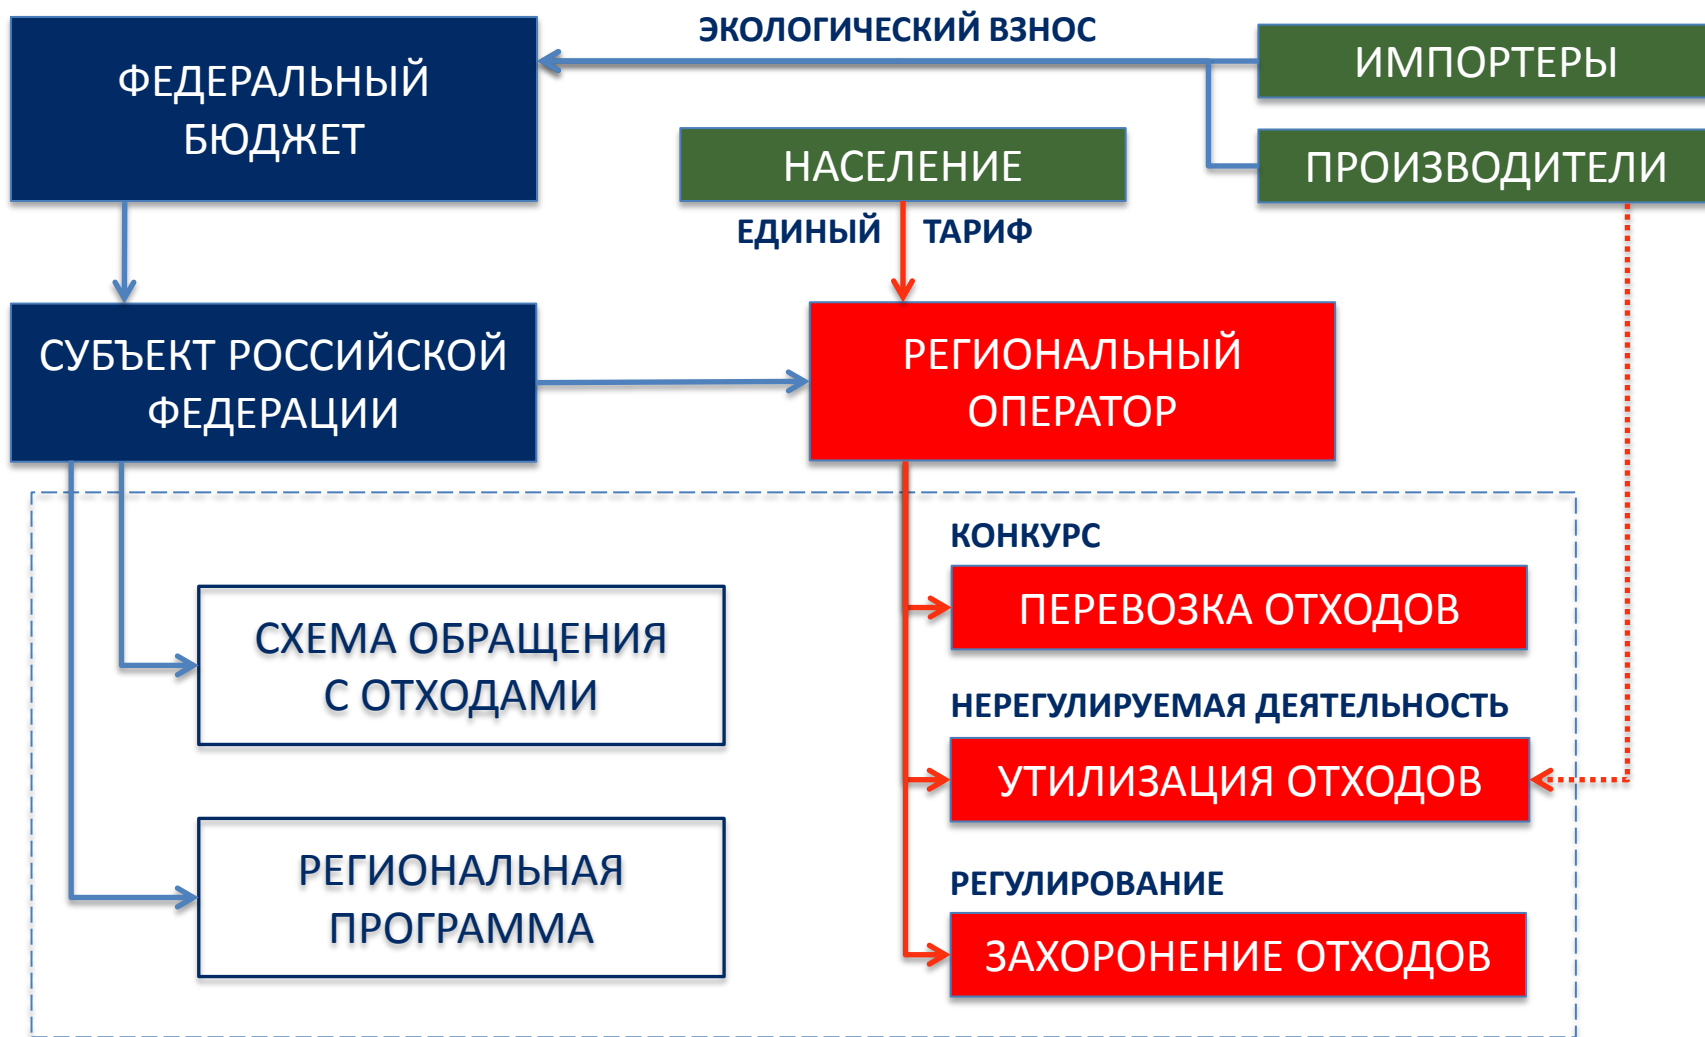 ЭКОЛОГИЧЕСКИЙ ВЗНОС
ФЕДЕРАЛЬНЫЙ
БЮДЖЕТ
ИМПОРТЕРЫ
НАСЕЛЕНИЕ
ПРОИЗВОДИТЕЛИ
ЕДИНЫЙ ТАРИФ
СУБЪЕКТ РОССИЙСКОЙ
ФЕДЕРАЦИИ
РЕГИОНАЛЬНЫЙ
ОПЕРАТОР
КОНКУРС
ПЕРЕВОЗКА ОТХОДОВ
СХЕМА ОБРАЩЕНИЯ
С ОТХОДАМИ
НЕРЕГУЛИРУЕМАЯ ДЕЯТЕЛЬНОСТЬ
УТИЛИЗАЦИЯ ОТХОДОВ
РЕГИОНАЛЬНАЯ
ПРОГРАММА
РЕГУЛИРОВАНИЕ
ЗАХОРОНЕНИЕ ОТХОДОВ